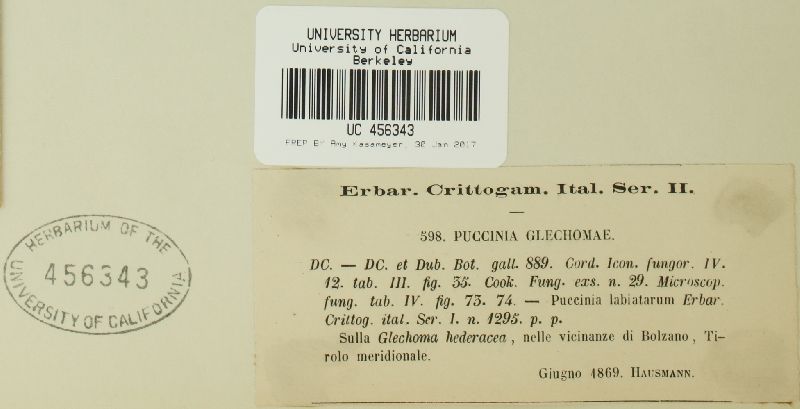 UNIVERSITY HERBARIUM
University of California
Berkeley
UC 456343
PREP BY Amy Kasameyer, 30 Jan 2017
HERBARIUM OF THE
456343
UNIVERSITY OF CALIFORNIA
Erbar. Crittogam. Ital. Ser. II.
598. PUCCINIA GLECHOMAE.
DC. — DC. et Dub. Bot. gall. 889. Cord. Icon. fungor. IV.
12. tab. III. fig. 35. Cook. Fung. exs. n. 29. Microscop.
fung. tab. IV. fig. 73. 74. — Puccinia labiatarum Erbar.
Crittog. ital. Ser I. n. 1295. p. p.
Sulla Glechoma hederacea, nelle vicinanze di Bolzano, Ti-
rolo meridionale.
Giugno 1869. HAUSMANN.